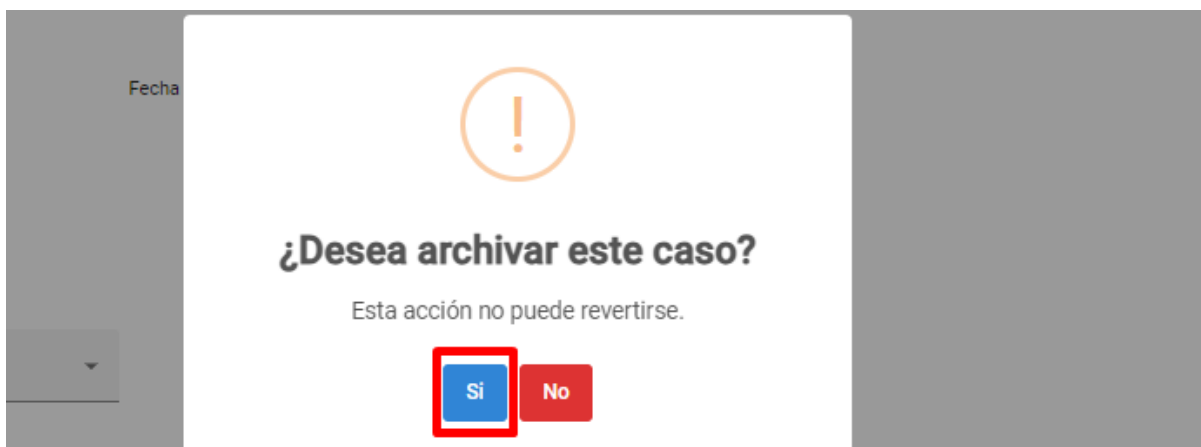 Fecha
¿Desea archivar este caso?
Esta acción no puede revertirse.
Si No